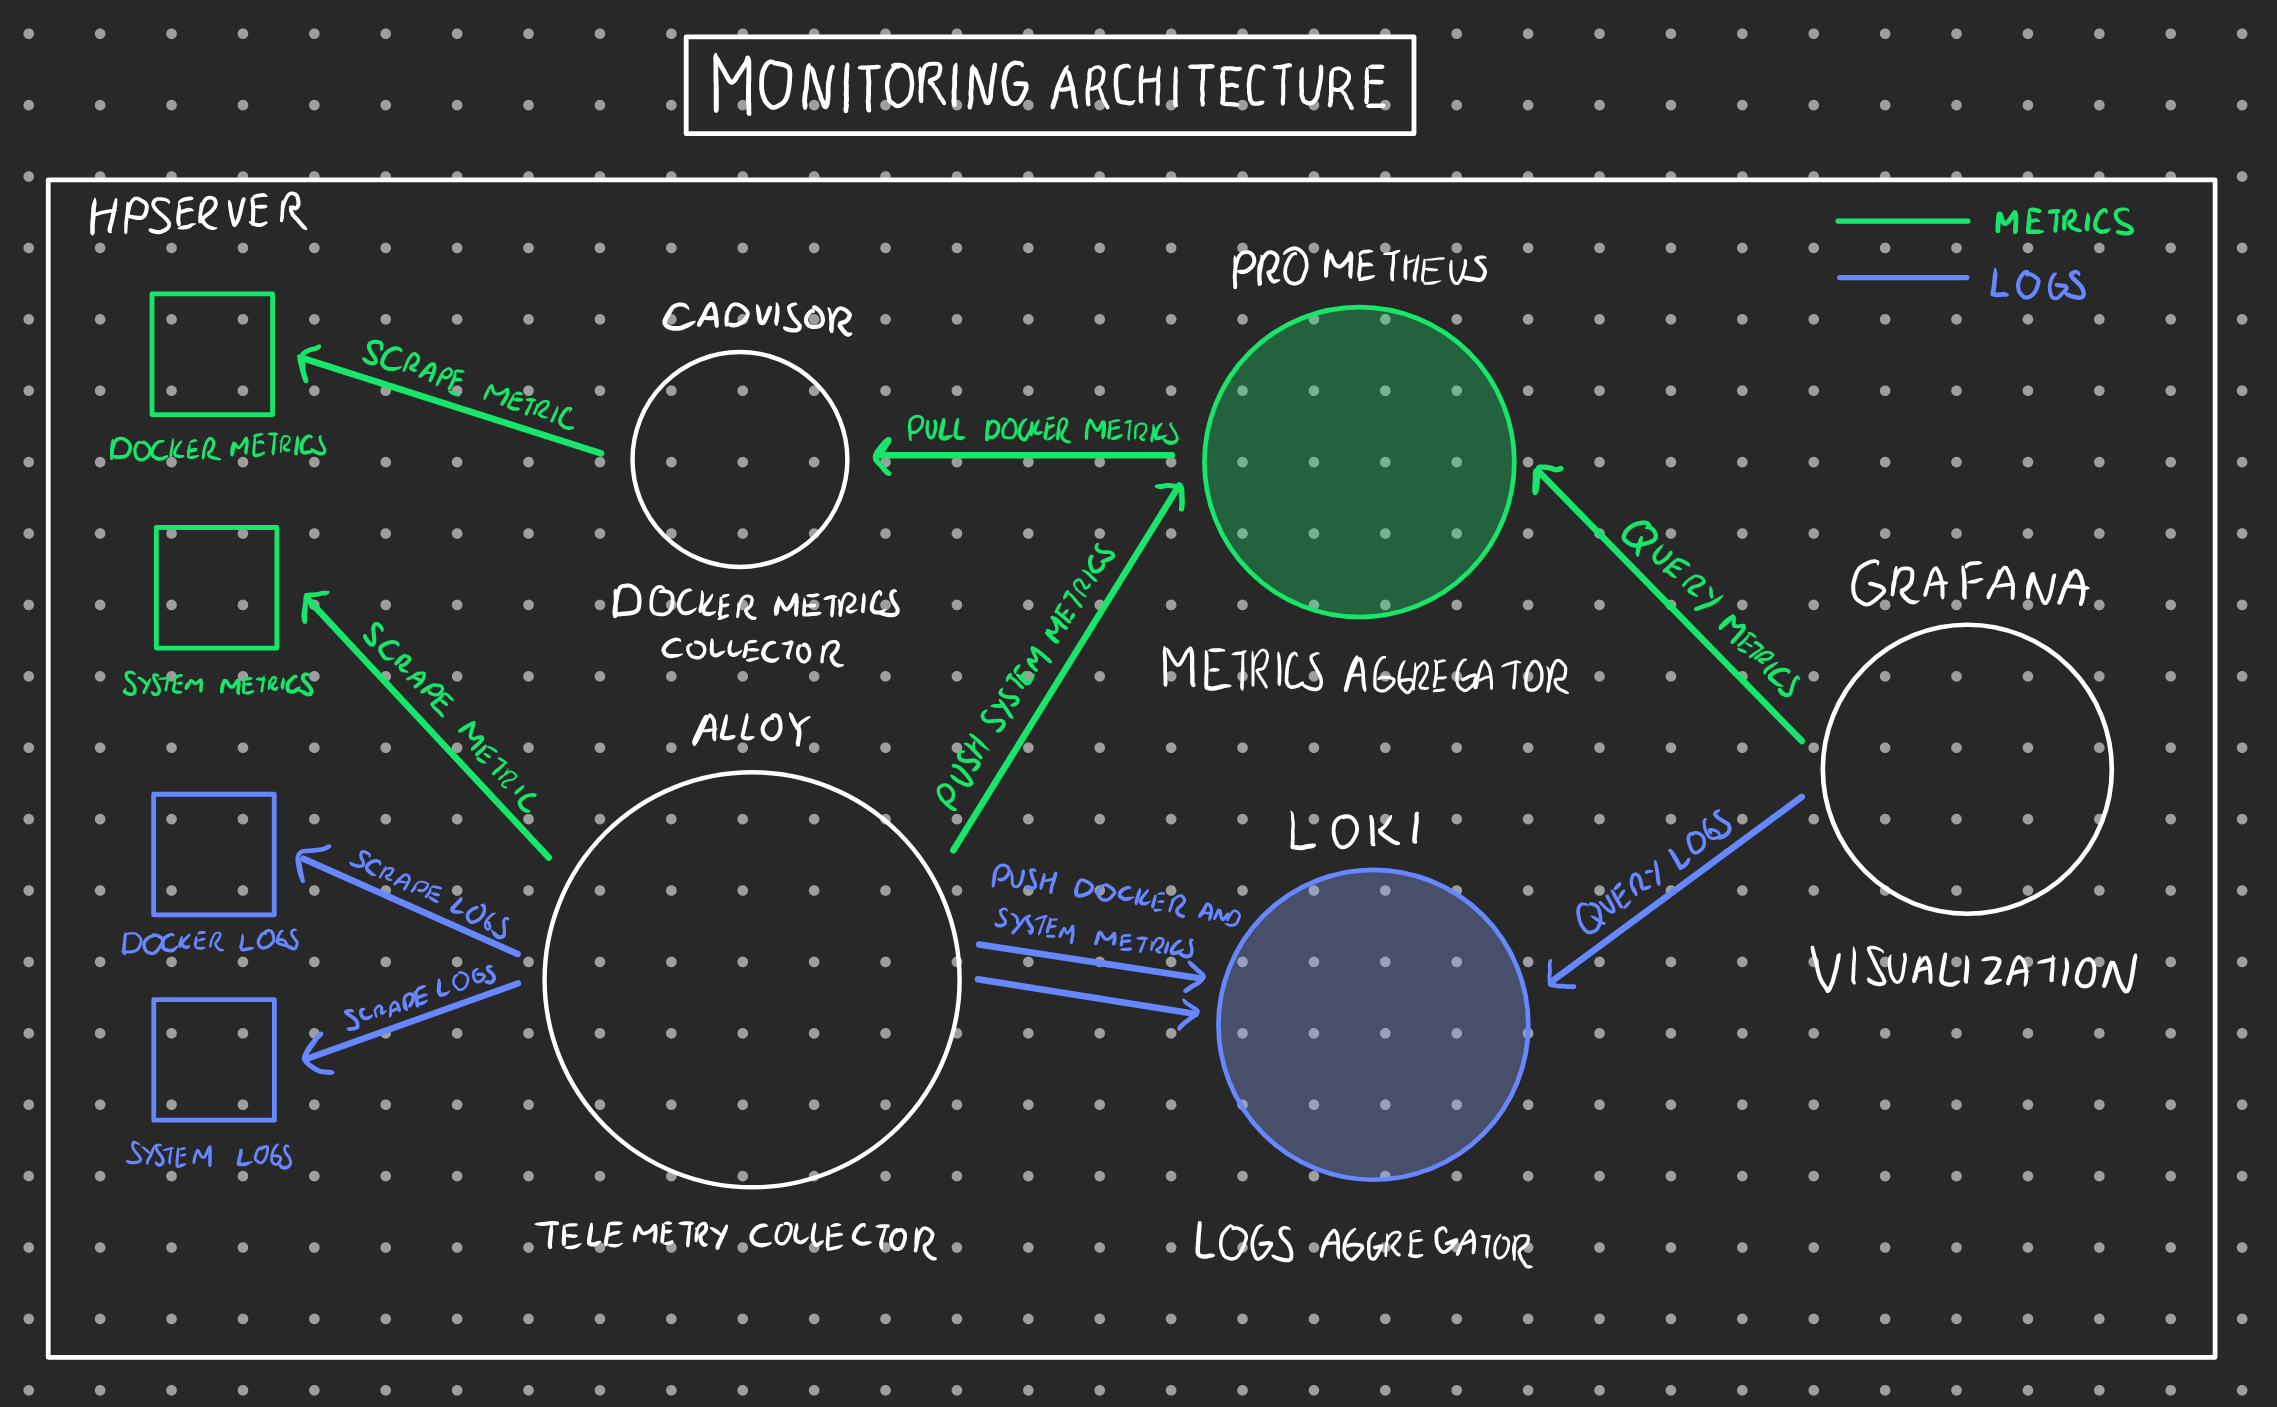 MONITORING ARCHITECTURE
HPSERVER
METRICS
LOGS
PROMETHEUS
CADVISOR
SCRAPE METRIC
PULL DOCKER METRICS
DOCKER METRICS
QUERY METRICS
GRAFANA
DOCKER METRICS
COLLECTOR
SCRAPE METRIC
PUSH SYSTEM METRICS
METRICS AGGREGATOR
SYSTEM METRICS
ALLOY
LOKI
SCRAPE LOGS
PUSH DOCKER AND
SYSTEM METRICS
QUERY LOGS
DOCKER LOGS
VISUALIZATION
SCRAPE LOGS
SYSTEM LOGS
TELEMETRY COLLECTOR
LOGS AGGREGATOR